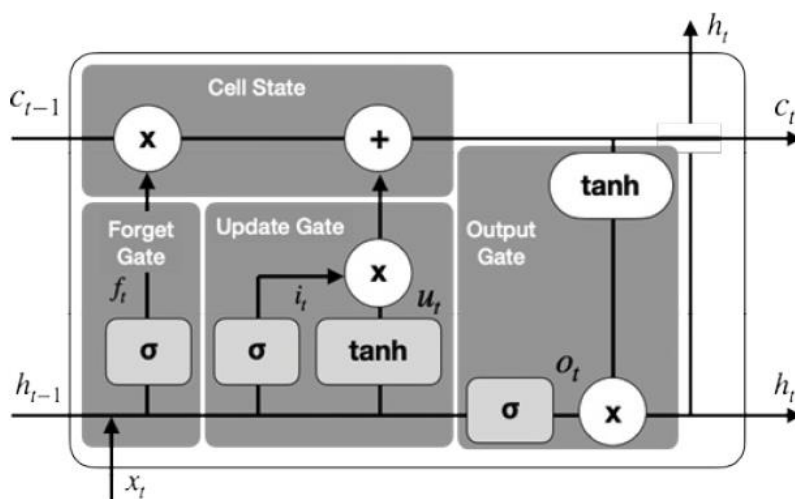 h_t
Cell State
c_{t-1}
c_t
x
+
tanh
Forget
Gate
Update Gate
Output
Gate
x
f_t
i_t
u_t
σ
σ
tanh
o_t
h_{t-1}
σ
x
h_t
x_t